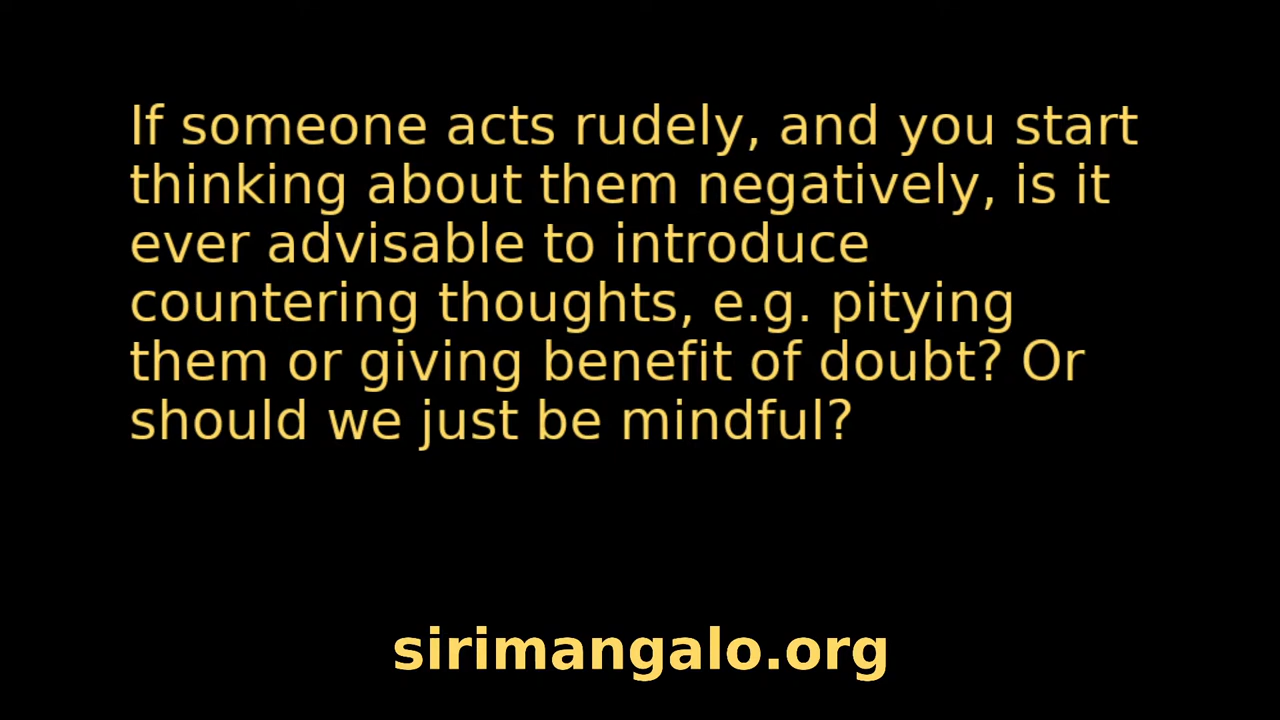 If someone acts rudely, and you start
thinking about them negatively, is it
ever advisable to introduce
countering thoughts, e.g. pitying
them or giving benefit of doubt? Or
should we just be mindful?
sirimangalo.org